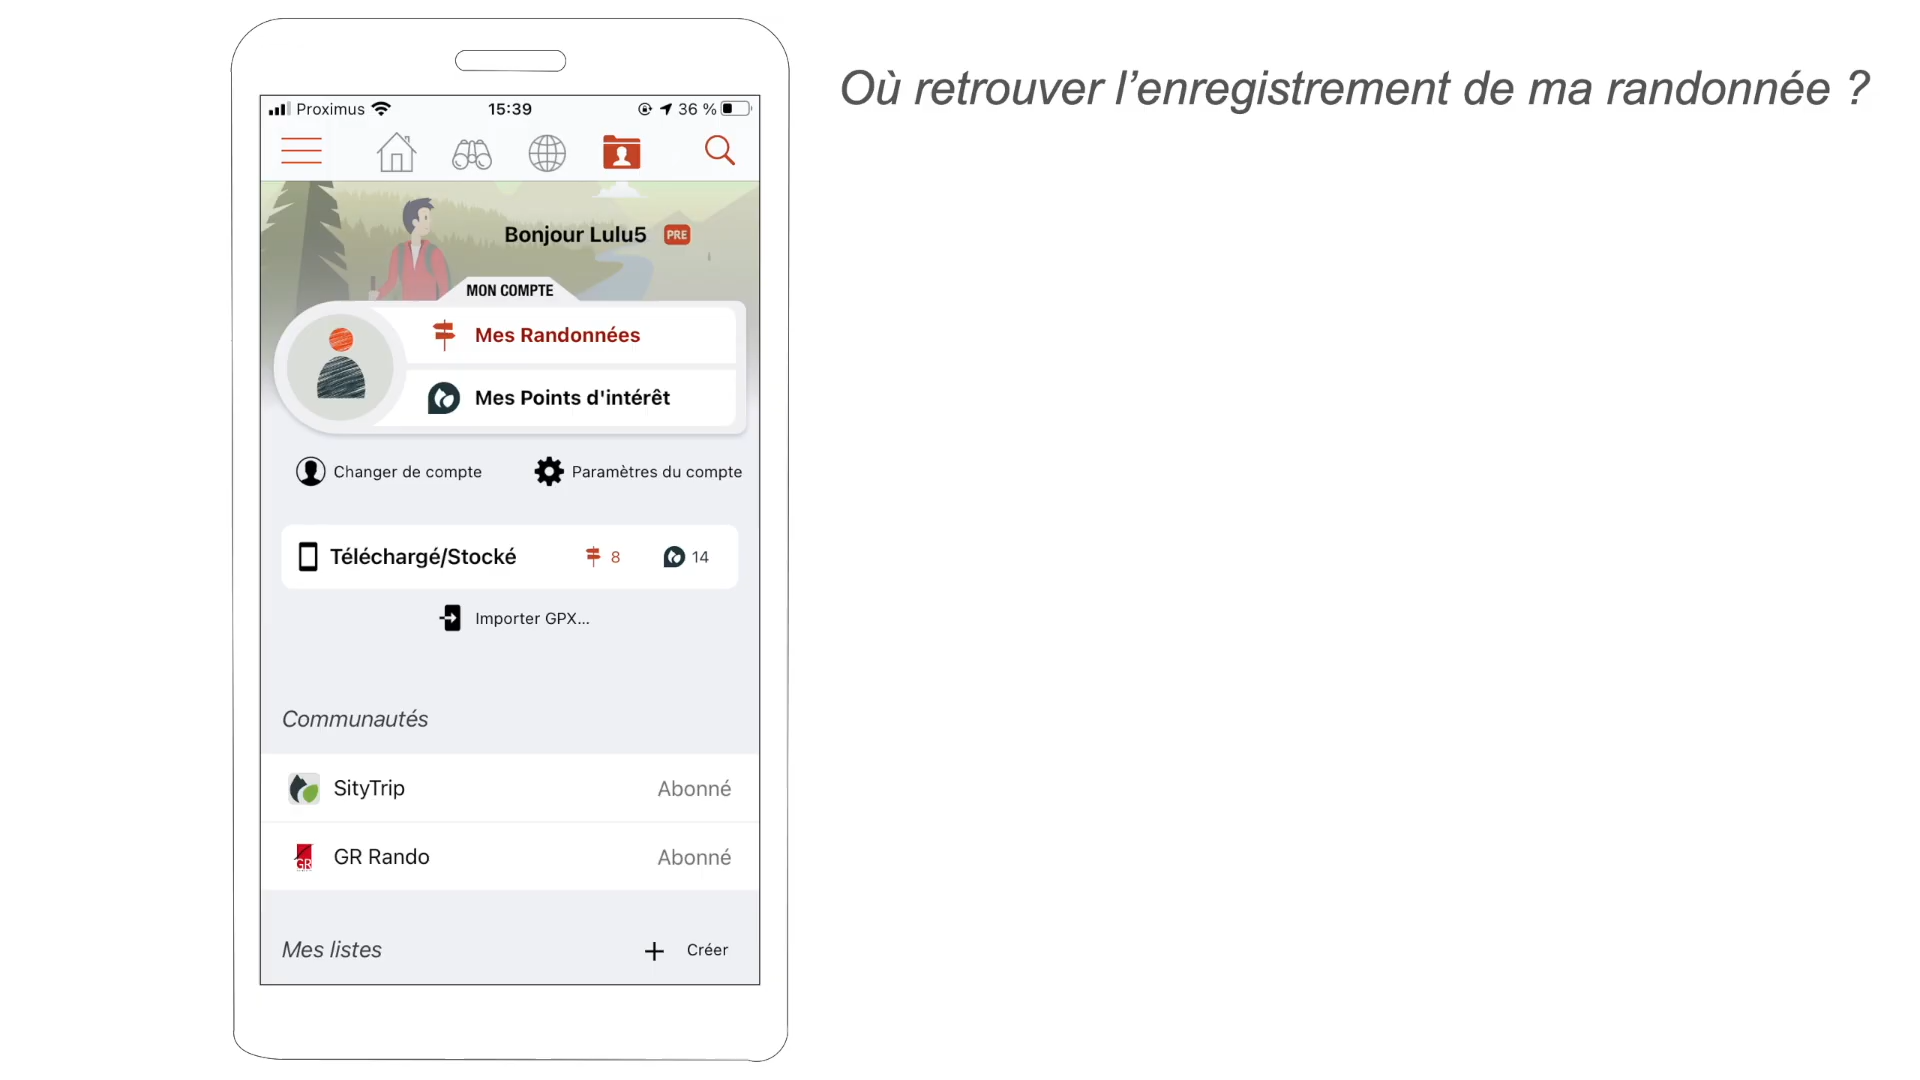 Où retrouver l’enregistrement de ma randonnée ?
Proximus 15:39 36 %
Bonjour Lulu5 PRE
MON COMPTE
Mes Randonnées
Mes Points d'intérêt
Changer de compte Paramètres du compte
Téléchargé/Stocké 8 14
Importer GPX...
Communautés
SityTrip Abonné
GR
GR Rando Abonné
Mes listes + Créer